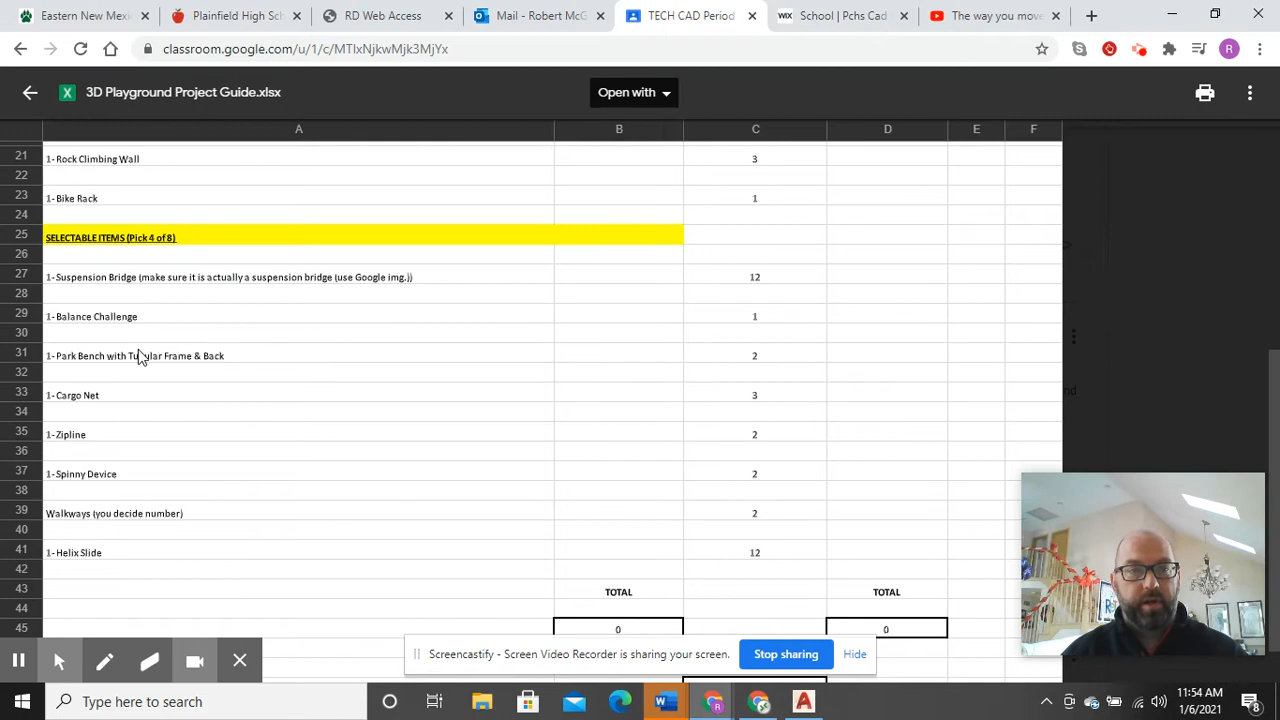 Eastern New Mexic
Plainfield High S
RD Web Access
Mail - Robert McG
TECH CAD Period
WIX School | Pchs Cad
The way you move
classroom.google.com/u/1/c/MTIxNjkwMjk3MjYx
R
3D Playground Project Guide.xlsx
Open with
A B C D E F
21 1- Rock Climbing Wall 3
22
23 1- Bike Rack 1
24
25 SELECTABLE ITEMS (Pick 4 of 8)
26
27 1- Suspension Bridge (make sure it is actually a suspension bridge (use Google img.)) 12
28
29 1- Balance Challenge 1
30
31 1- Park Bench with Tubular Frame & Back 2
32
33 1- Cargo Net 3
34
35 1- Zipline 2
36
37 1- Spinny Device 2
38
39 Walkways (you decide number) 2
40
41 1- Helix Slide 12
42
43 TOTAL TOTAL
44
45 0 0
nd
Screencastify - Screen Video Recorder is sharing your screen. Stop sharing Hide
Type here to search
11:54 AM
1/6/2021
8